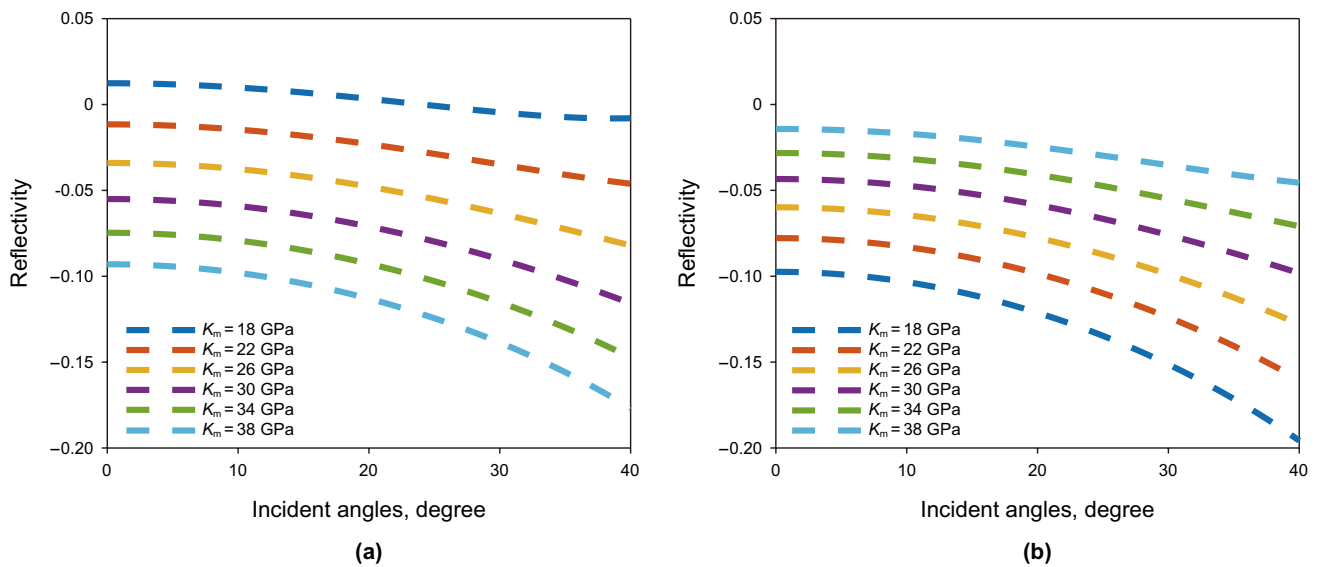 0.05
0
–0.05
–0.10
–0.15
–0.20
Reflectivity
Km = 18 GPa
Km = 22 GPa
Km = 26 GPa
Km = 30 GPa
Km = 34 GPa
Km = 38 GPa
0 10 20 30 40
Incident angles, degree
(a)
0.05
0
–0.05
–0.10
–0.15
–0.20
Reflectivity
Km = 18 GPa
Km = 22 GPa
Km = 26 GPa
Km = 30 GPa
Km = 34 GPa
Km = 38 GPa
0 10 20 30 40
Incident angles, degree
(b)